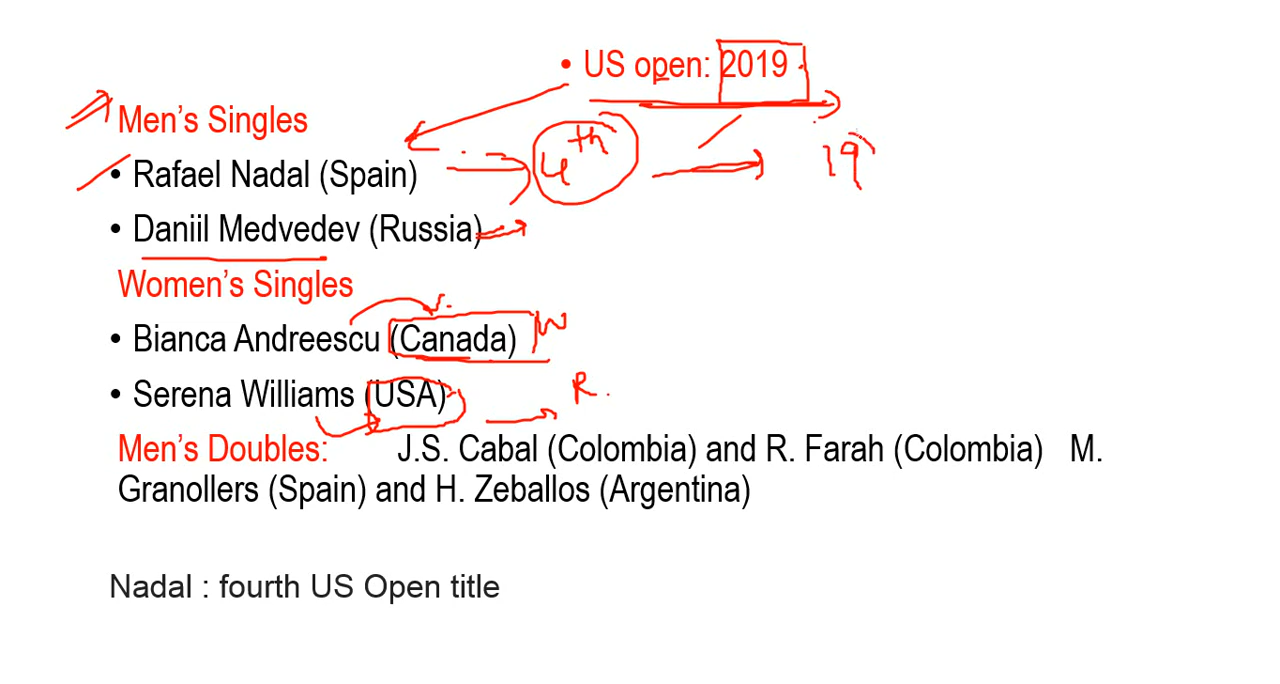 • US open: 2019
Men's Singles
4th
19
• Rafael Nadal (Spain)
• Daniil Medvedev (Russia)
Women's Singles
• Bianca Andreescu (Canada) W
• Serena Williams (USA) R.
Men's Doubles: J.S. Cabal (Colombia) and R. Farah (Colombia) M.
Granollers (Spain) and H. Zeballos (Argentina)
Nadal : fourth US Open title